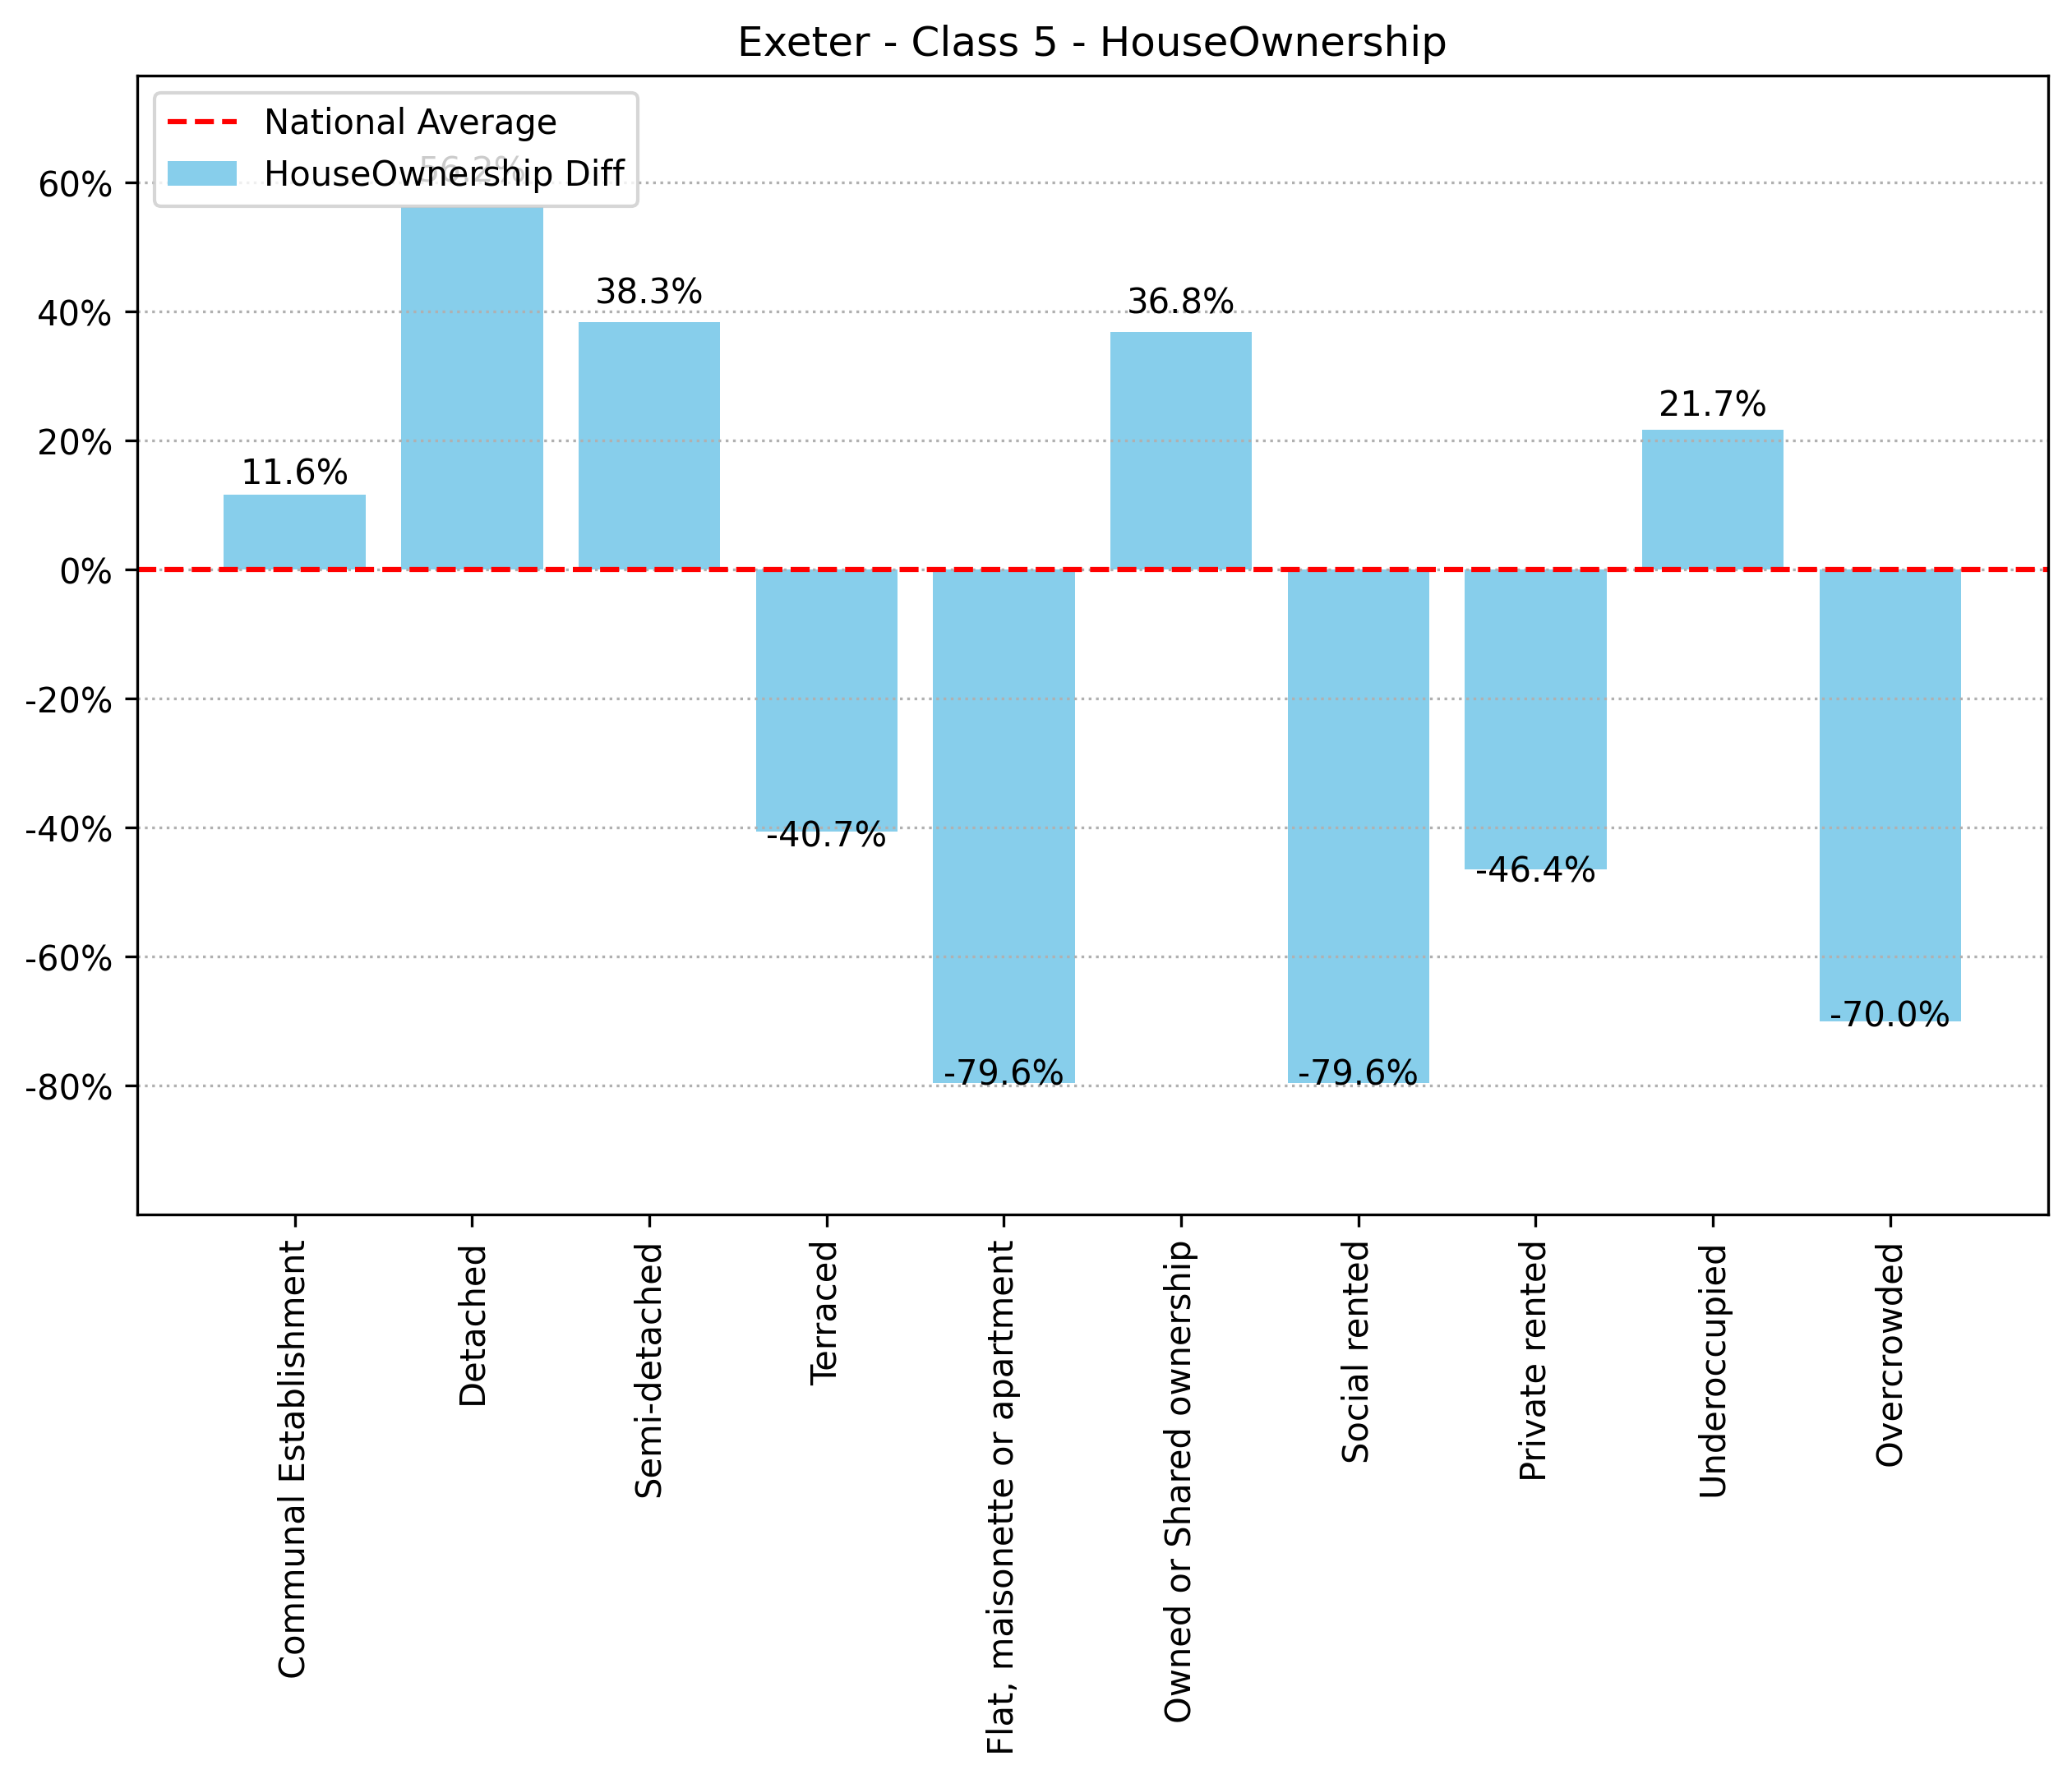 Exeter - Class 5 - HouseOwnership
National Average
HouseOwnership Diff
56.2%
60%
40%
20%
0%
-20%
-40%
-60%
-80%
11.6%
38.3%
-40.7%
-79.6%
36.8%
-79.6%
-46.4%
21.7%
-70.0%
Communal Establishment
Detached
Semi-detached
Terraced
Flat, maisonette or apartment
Owned or Shared ownership
Social rented
Private rented
Underoccupied
Overcrowded